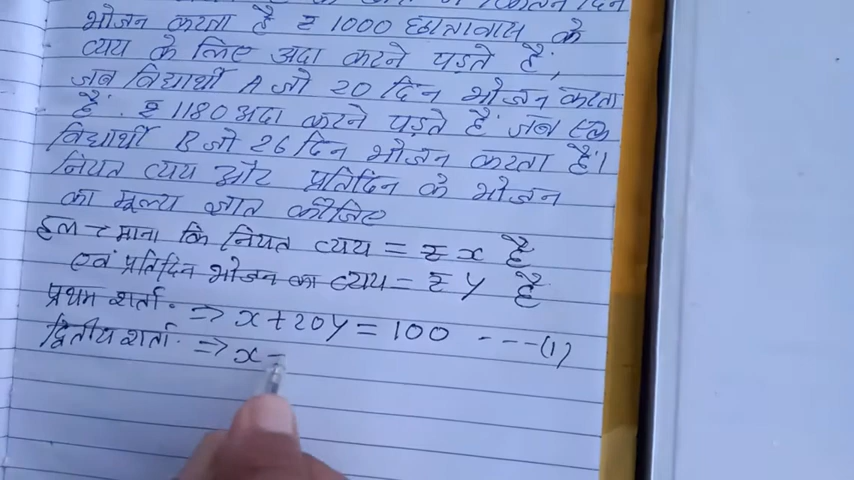 भोजन करता है ₹ 1000 छात्रावास के
व्यय के लिए अदा करने पड़ते हैं,
जब विद्यार्थी A जो 20 दिन भोजन करता
है. ₹ 1180 अदा करने पड़ते हैं जब एक
विद्यार्थी B जो 26 दिन भोजन करता है।
नियत व्यय और प्रतिदिन के भोजन
का मूल्य ज्ञात कीजिए
हल → माना कि नियत व्यय = ₹ x है
एवं प्रतिदिन भोजन का व्यय = ₹ y है
प्रथम शर्त. ⇒ x + 20y = 100 ---(1)
द्वितीय शर्त. ⇒ x